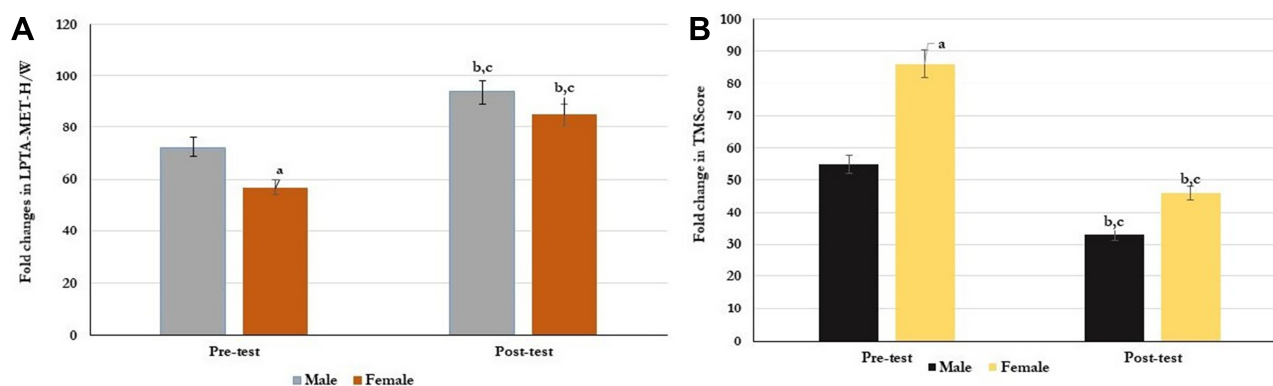 A
Fold changes in LPTA-MET-H/W
120
100
80
60
40
20
0
a
b,c
b,c
Pre-test
Post-test
Male
Female
B
Fold change in TMScore
100
90
80
70
60
50
40
30
20
10
0
a
b,c
b,c
Pre-test
Post-test
Male
Female